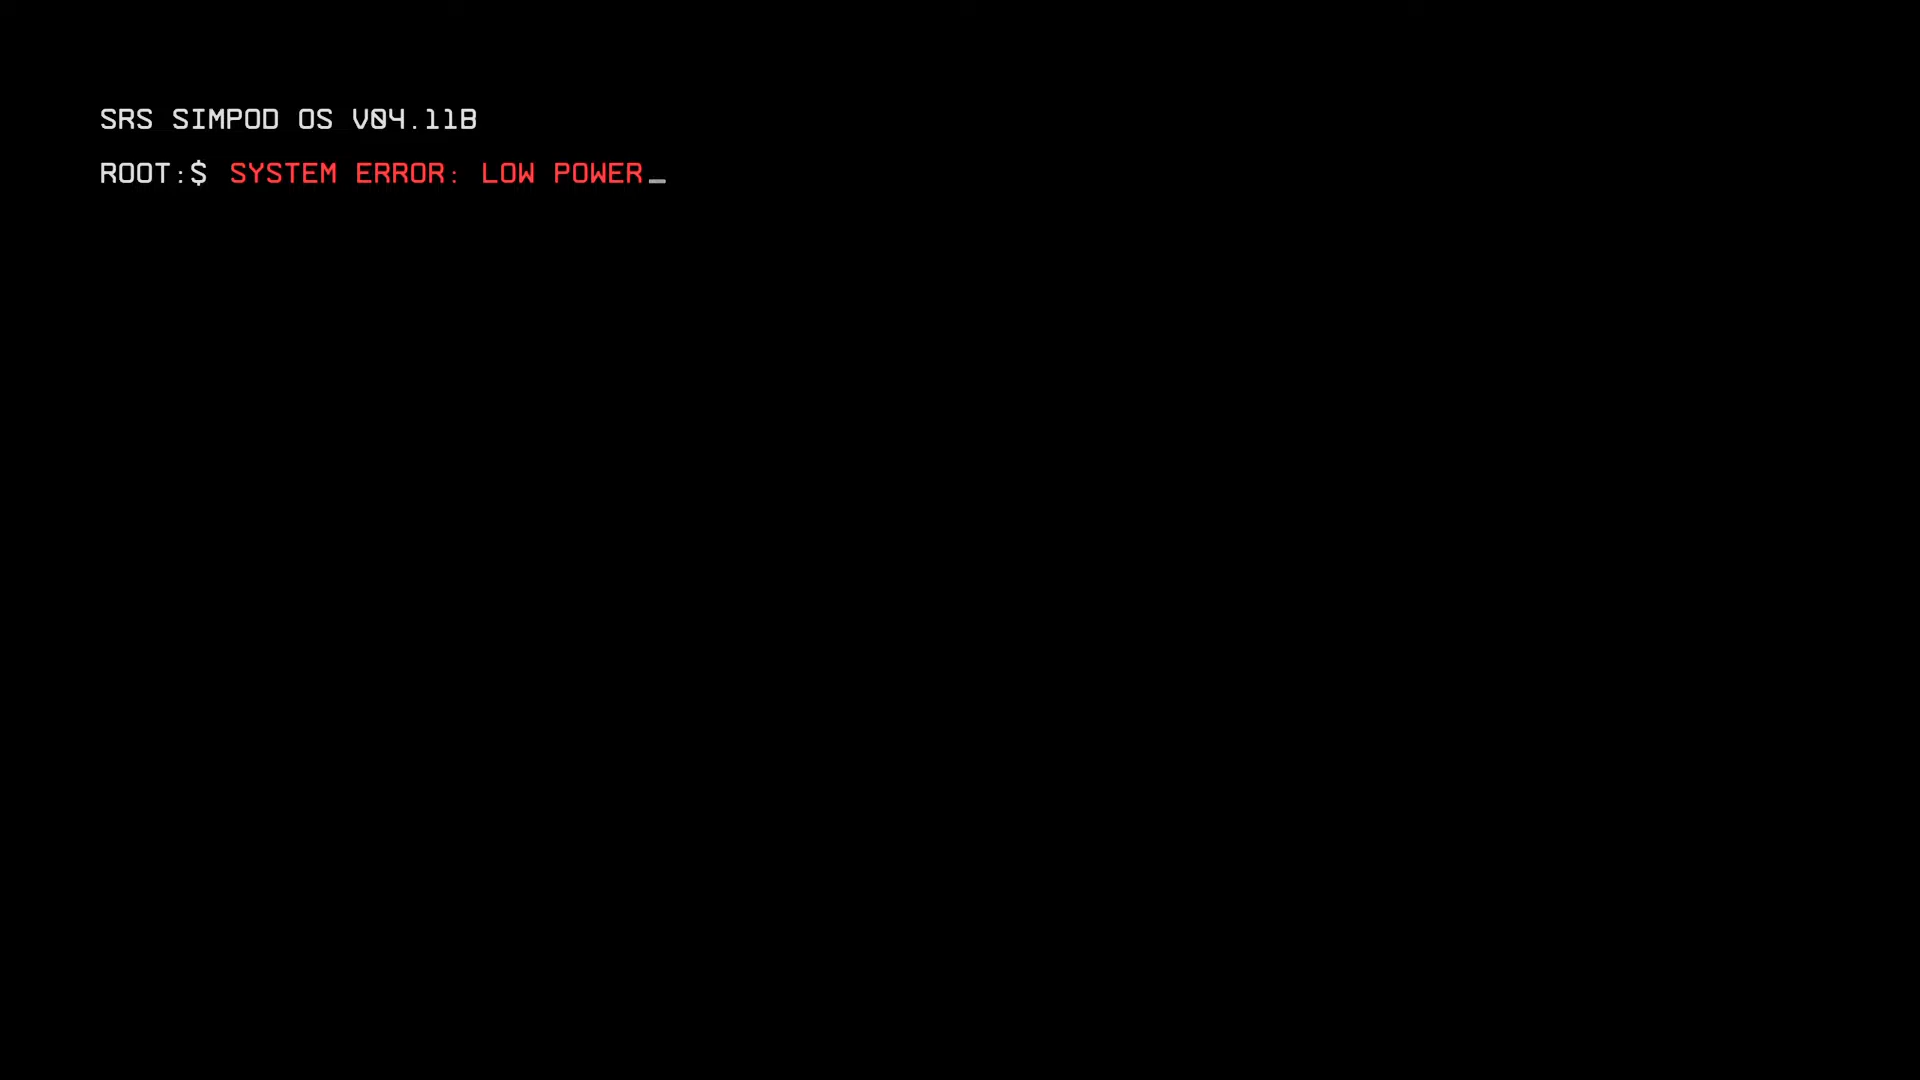 SRS SIMPOD OS V04.11B
ROOT:$ SYSTEM ERROR: LOW POWER_